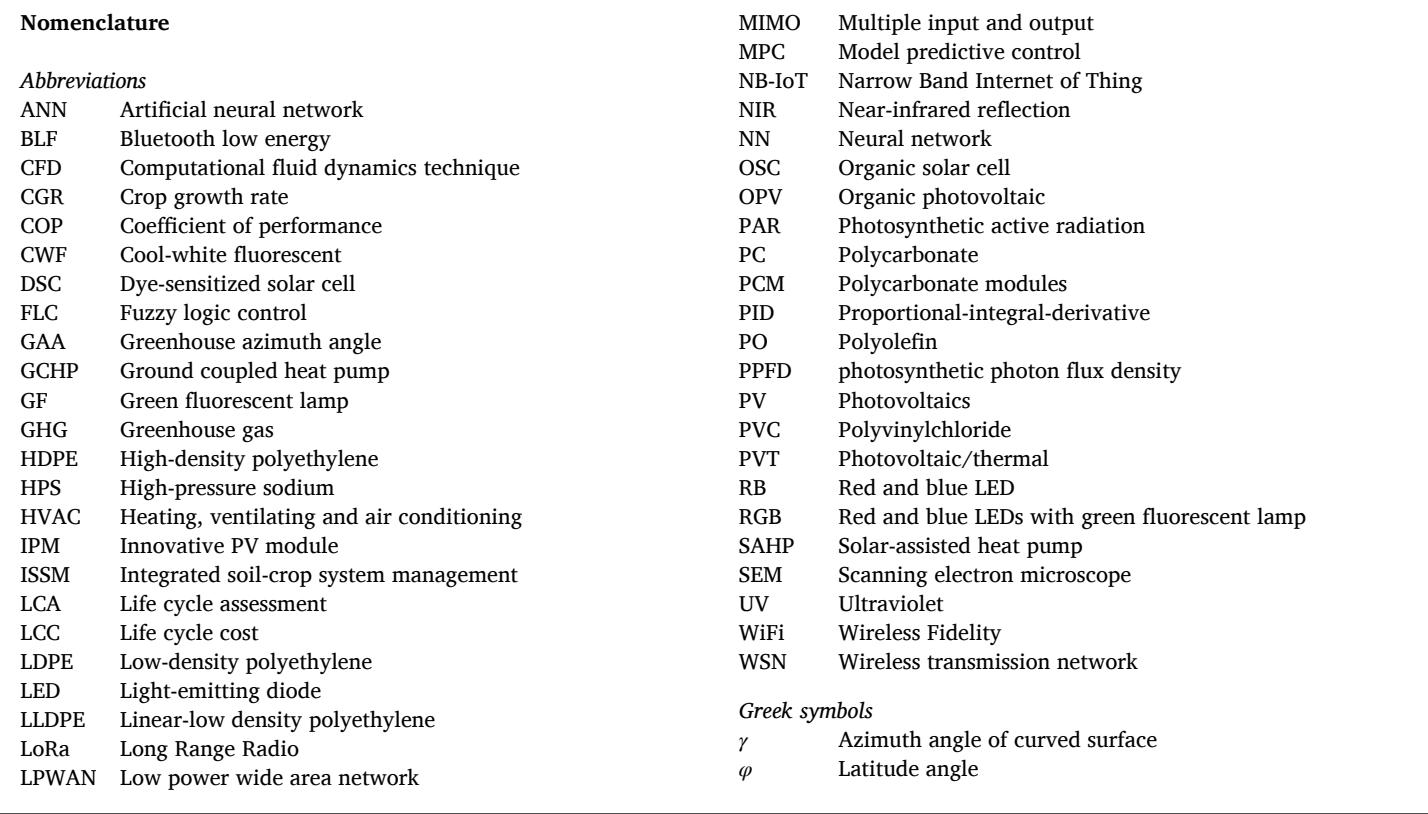 Nomenclature
Abbreviations
ANN Artificial neural network
BLF Bluetooth low energy
CFD Computational fluid dynamics technique
CGR Crop growth rate
COP Coefficient of performance
CWF Cool-white fluorescent
DSC Dye-sensitized solar cell
FLC Fuzzy logic control
GAA Greenhouse azimuth angle
GCHP Ground coupled heat pump
GF Green fluorescent lamp
GHG Greenhouse gas
HDPE High-density polyethylene
HPS High-pressure sodium
HVAC Heating, ventilating and air conditioning
IPM Innovative PV module
ISSM Integrated soil-crop system management
LCA Life cycle assessment
LCC Life cycle cost
LDPE Low-density polyethylene
LED Light-emitting diode
LLDPE Linear-low density polyethylene
LoRa Long Range Radio
LPWAN Low power wide area network
MIMO Multiple input and output
MPC Model predictive control
NB-IoT Narrow Band Internet of Thing
NIR Near-infrared reflection
NN Neural network
OSC Organic solar cell
OPV Organic photovoltaic
PAR Photosynthetic active radiation
PC Polycarbonate
PCM Polycarbonate modules
PID Proportional-integral-derivative
PO Polyolefin
PPFD photosynthetic photon flux density
PV Photovoltaics
PVC Polyvinylchloride
PVT Photovoltaic/thermal
RB Red and blue LED
RGB Red and blue LEDs with green fluorescent lamp
SAHP Solar-assisted heat pump
SEM Scanning electron microscope
UV Ultraviolet
WiFi Wireless Fidelity
WSN Wireless transmission network
Greek symbols
γ Azimuth angle of curved surface
φ Latitude angle